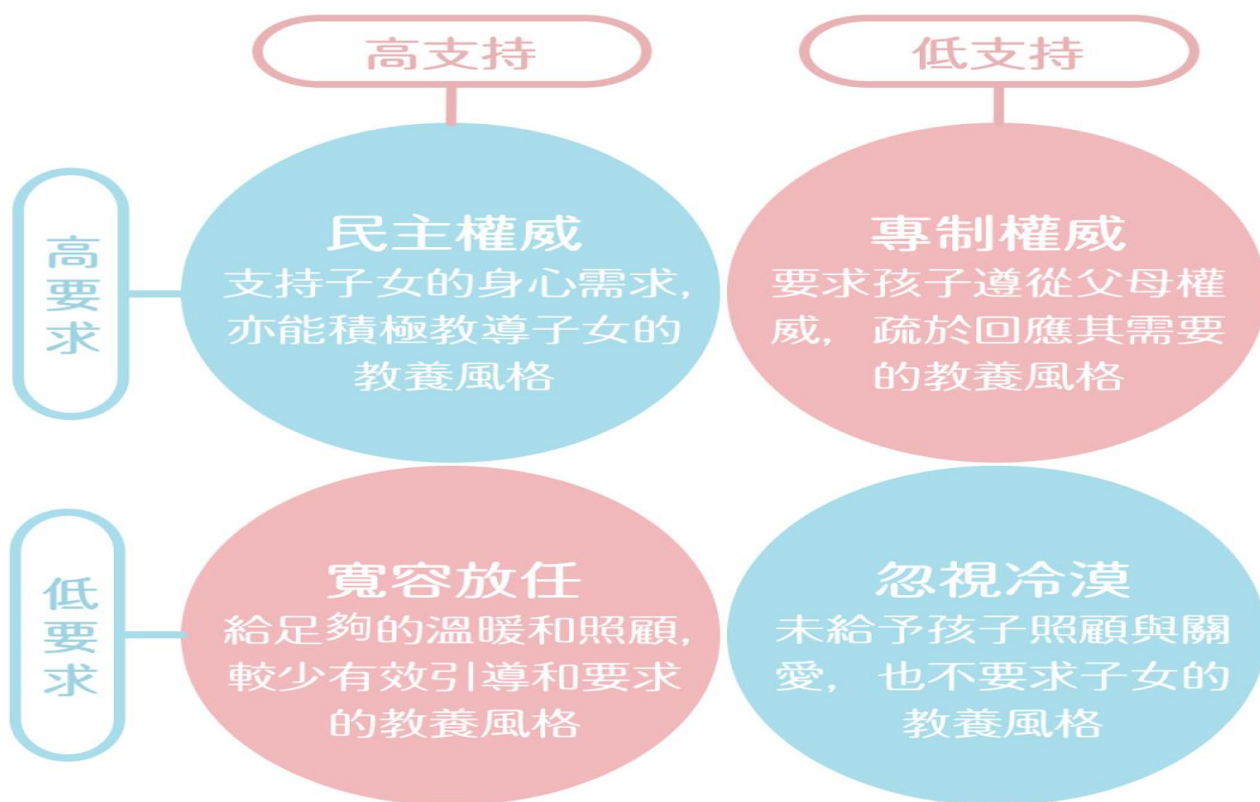 高支持
低支持
高要求
民主權威
支持子女的身心需求,
亦能積極教導子女的
教養風格
專制權威
要求孩子遵從父母權
威，疏於回應其需要
的教養風格
低要求
寬容放任
給足夠的溫暖和照顧,
較少有效引導和要求
的教養風格
忽視冷漠
未給予孩子照顧與關
愛，也不要求子女的
教養風格